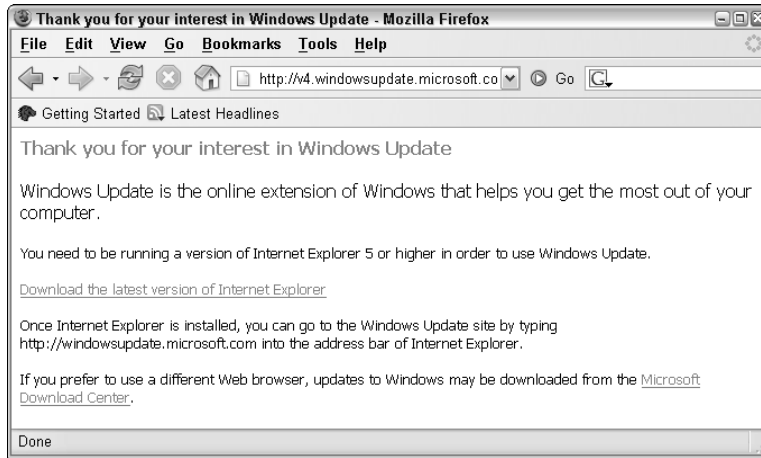 Thank you for your interest in Windows Update - Mozilla Firefox
File Edit View Go Bookmarks Tools Help
http://v4.windowsupdate.microsoft.co Go G
Getting Started Latest Headlines
Thank you for your interest in Windows Update
Windows Update is the online extension of Windows that helps you get the most out of your
computer.
You need to be running a version of Internet Explorer 5 or higher in order to use Windows Update.
Download the latest version of Internet Explorer
Once Internet Explorer is installed, you can go to the Windows Update site by typing
http://windowsupdate.microsoft.com into the address bar of Internet Explorer.
If you prefer to use a different Web browser, updates to Windows may be downloaded from the Microsoft
Download Center.
Done